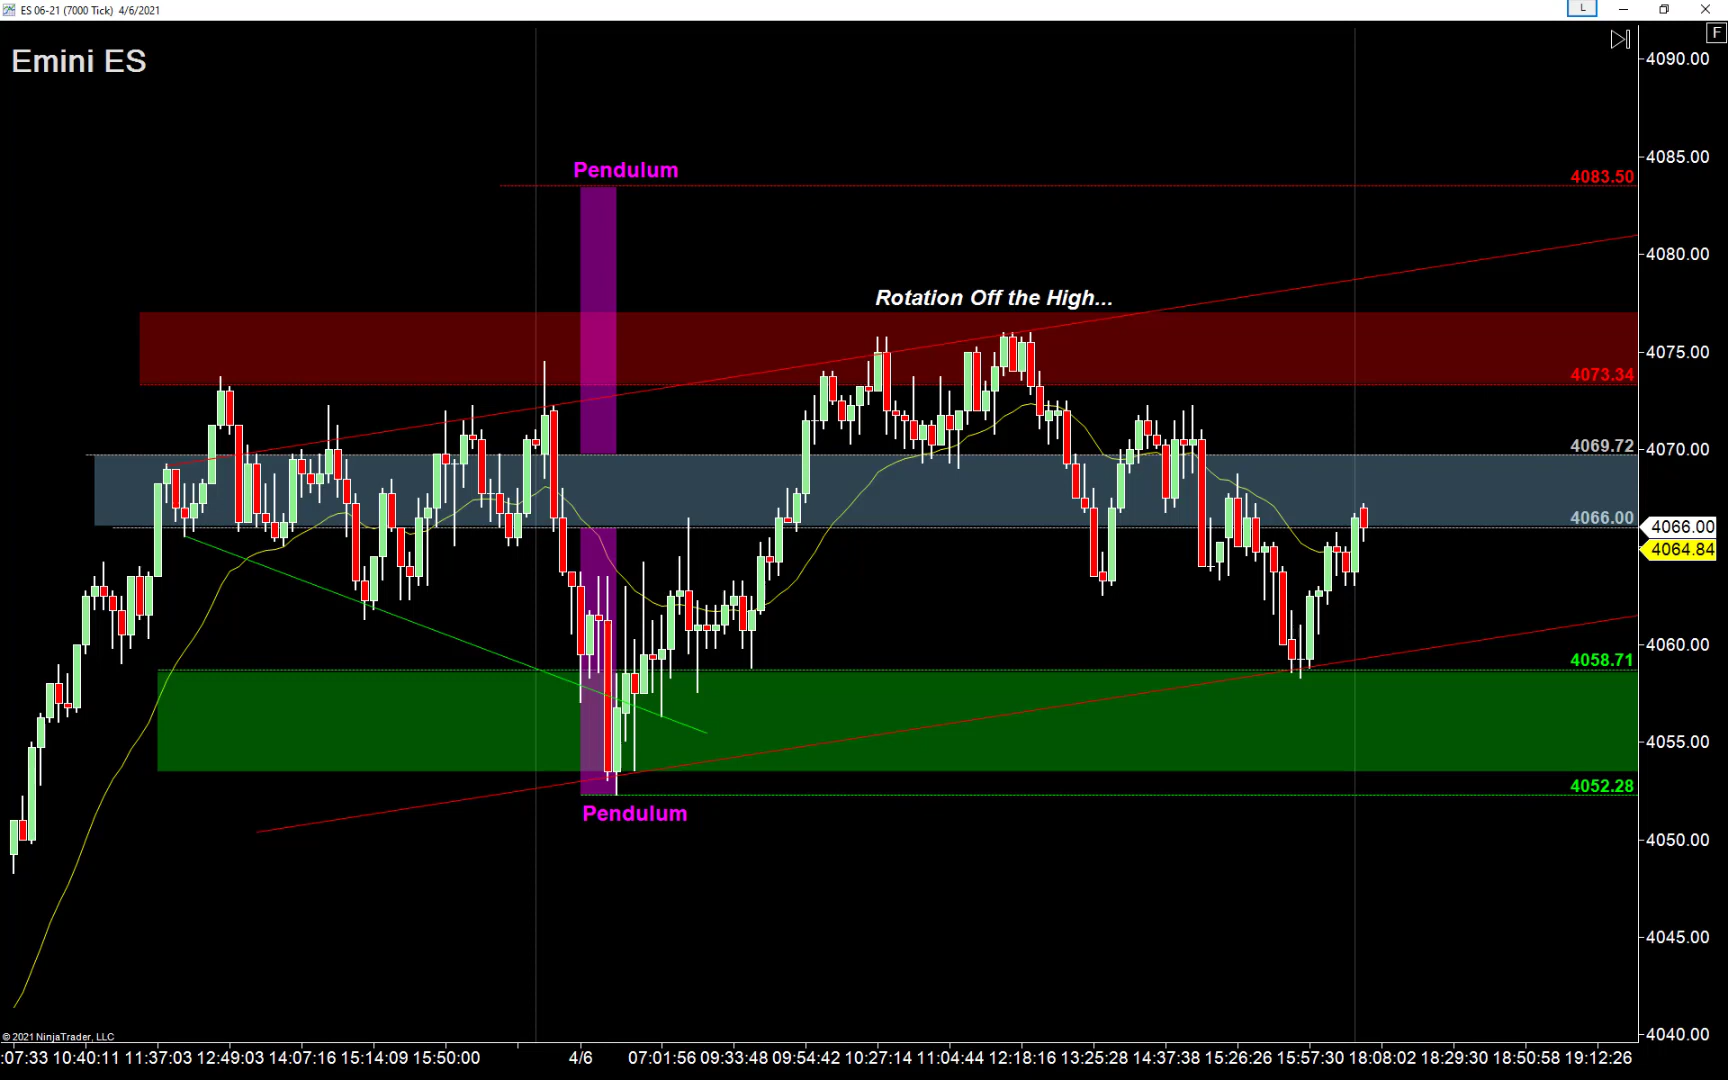 ES 06-21 (7000 Tick) 4/6/2021
L
F
Emini ES
4090.00
4085.00
Pendulum
4083.50
4080.00
Rotation Off the High...
4075.00
4073.34
4069.72
4070.00
4066.00
4066.00
4064.84
4060.00
4058.71
4055.00
4052.28
Pendulum
4050.00
4045.00
4040.00
© 2021 NinjaTrader, LLC
:07:33 10:40:11 11:37:03 12:49:03 14:07:16 15:14:09 15:50:00 4/6 07:01:56 09:33:48 09:54:42 10:27:14 11:04:44 12:18:16 13:25:28 14:37:38 15:26:26 15:57:30 18:08:02 18:29:30 18:50:58 19:12:26